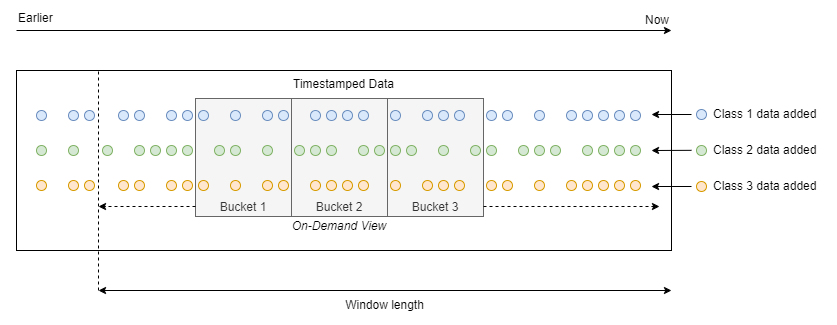 Earlier
Now
Timestamped Data
Class 1 data added
Class 2 data added
Class 3 data added
Bucket 1
Bucket 2
Bucket 3
On-Demand View
Window length